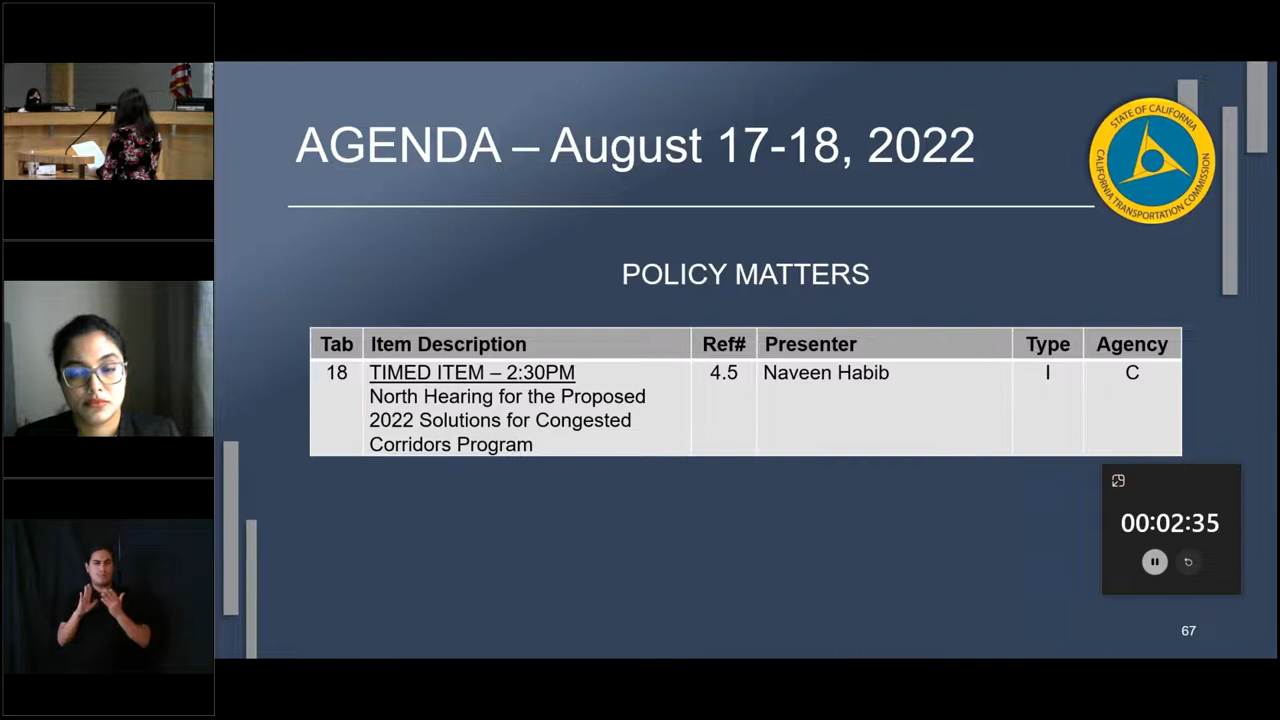 AGENDA – August 17-18, 2022
STATE OF CALIFORNIA
CALIFORNIA TRANSPORTATION COMMISSION
POLICY MATTERS
Tab Item Description Ref# Presenter Type Agency
18 TIMED ITEM – 2:30PM 4.5 Naveen Habib I C
North Hearing for the Proposed
2022 Solutions for Congested
Corridors Program
00:02:35
67